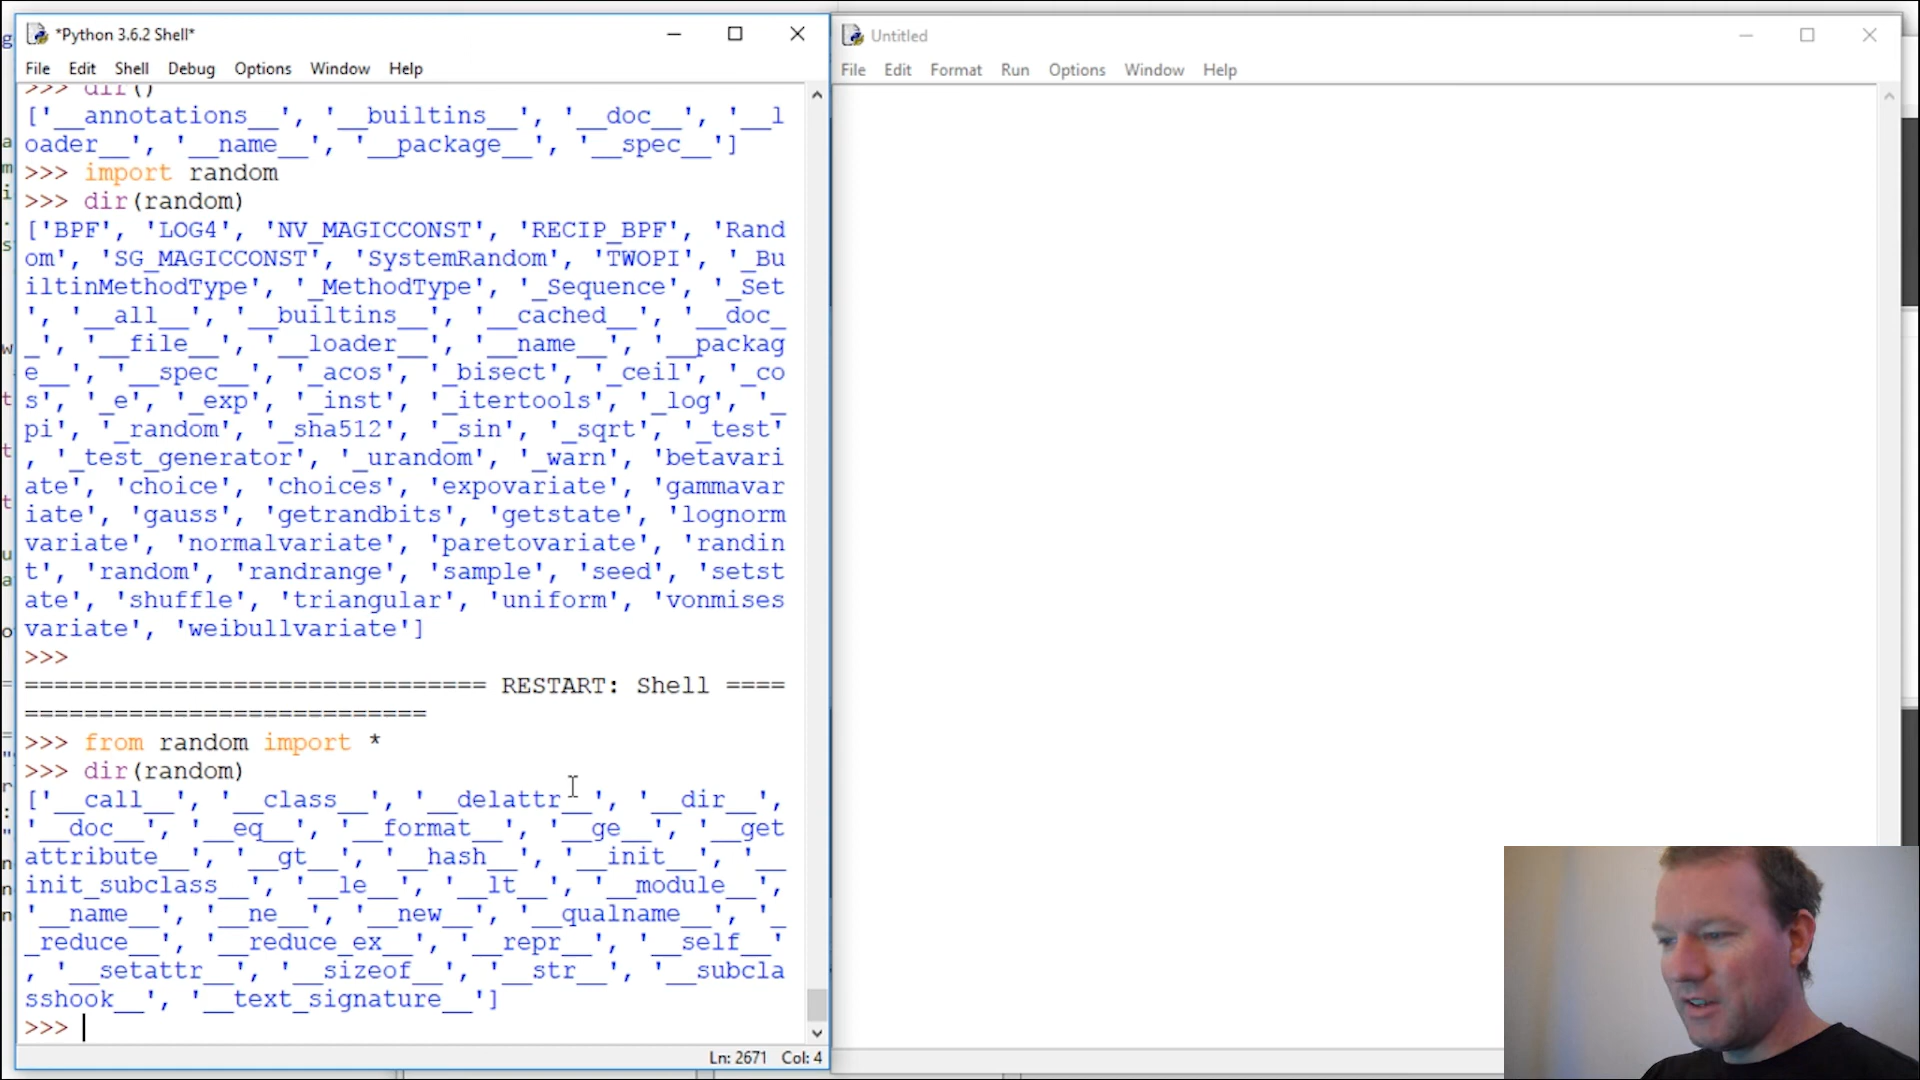 *Python 3.6.2 Shell*
File Edit Shell Debug Options Window Help
>>> dir()
['__annotations__', '__builtins__', '__doc__', '__l
oader__', '__name__', '__package__', '__spec__']
>>> import random
>>> dir(random)
['BPF', 'LOG4', 'NV_MAGICCONST', 'RECIP_BPF', 'Rand
om', 'SG_MAGICCONST', 'SystemRandom', 'TWOPI', '_Bu
iltinMethodType', '_MethodType', '_Sequence', '_Set
', '__all__', '__builtins__', '__cached__', '__doc_
_', '__file__', '__loader__', '__name__', '__packag
e__', '__spec__', '_acos', '_bisect', '_ceil', '_co
s', '_e', '_exp', '_inst', '_itertools', '_log', '_
pi', '_random', '_sha512', '_sin', '_sqrt', '_test'
, '_test_generator', '_urandom', '_warn', 'betavari
ate', 'choice', 'choices', 'expovariate', 'gammavar
iate', 'gauss', 'getrandbits', 'getstate', 'lognorm
variate', 'normalvariate', 'paretovariate', 'randin
t', 'random', 'randrange', 'sample', 'seed', 'setst
ate', 'shuffle', 'triangular', 'uniform', 'vonmises
variate', 'weibullvariate']
>>>
=============================== RESTART: Shell ====
===========================
>>> from random import *
>>> dir(random)
['__call__', '__class__', '__delattr__', '__dir__',
'__doc__', '__eq__', '__format__', '__ge__', '__get
attribute__', '__gt__', '__hash__', '__init__', '__
init_subclass__', '__le__', '__lt__', '__module__',
'__name__', '__ne__', '__new__', '__qualname__', '_
_reduce__', '__reduce_ex__', '__repr__', '__self__'
, '__setattr__', '__sizeof__', '__str__', '__subcla
sshook__', '__text_signature__']
>>>
Ln: 2671 Col: 4
Untitled
File Edit Format Run Options Window Help